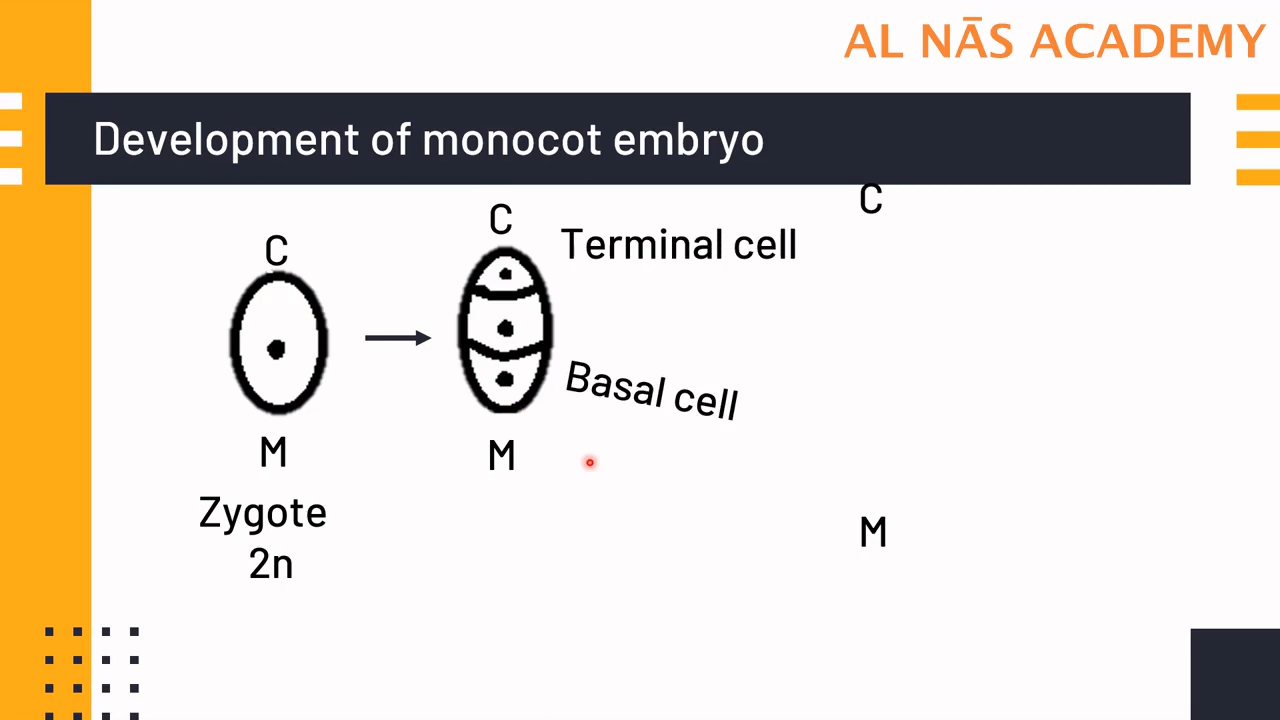 AL NĀS ACADEMY
Development of monocot embryo
C
M
Zygote
2n
C
Terminal cell
Basal cell
M
C
M